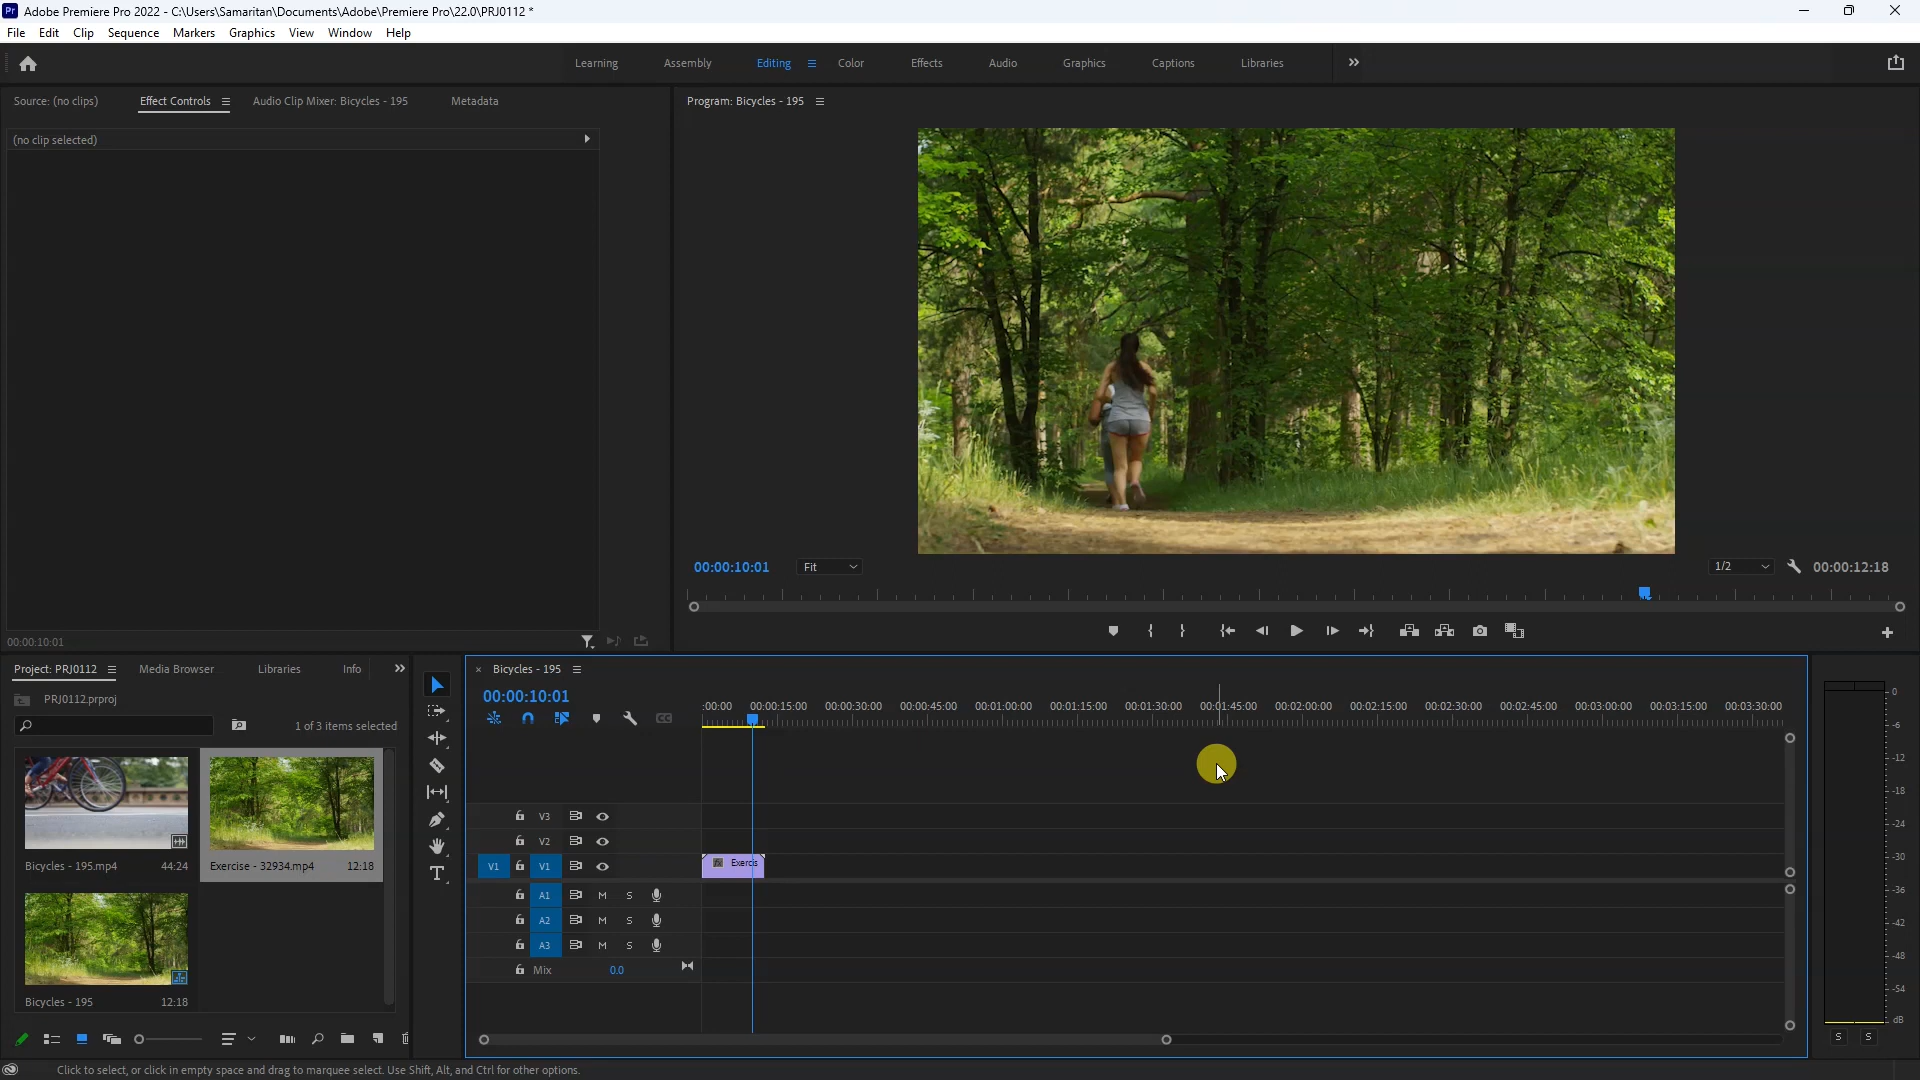 Pr Adobe Premiere Pro 2022 - C:\Users\Samaritan\Documents\Adobe\Premiere Pro\22.0\PRJ0112 *
File Edit Clip Sequence Markers Graphics View Window Help
Learning Assembly Editing Color Effects Audio Graphics Captions Libraries
Source: (no clips) Effect Controls Audio Clip Mixer: Bicycles - 195 Metadata
Program: Bicycles - 195
(no clip selected)
00:00:10:01 Fit 1/2 00:00:12:18
00:00:10:01
Project: PRJ0112 Media Browser Libraries Info
PRJ0112.prproj
1 of 3 items selected
Bicycles - 195.mp4 44:24
Exercise - 32934.mp4 12:18
Bicycles - 195 12:18
Bicycles - 195
00:00:10:01
:00:00 00:00:15:00 00:00:30:00 00:00:45:00 00:01:00:00 00:01:15:00 00:01:30:00 00:01:45:00 00:02:00:00 00:02:15:00 00:02:30:00 00:02:45:00 00:03:00:00 00:03:15:00 00:03:30:00
CC
V3
V2
V1 V1 fx Exercis
A1 M S
A2 M S
A3 M S
Mix 0.0
0
-6
-12
-18
-24
-30
-36
-42
-48
-54
dB
S S
Click to select, or click in empty space and drag to marquee select. Use Shift, Alt, and Ctrl for other options.